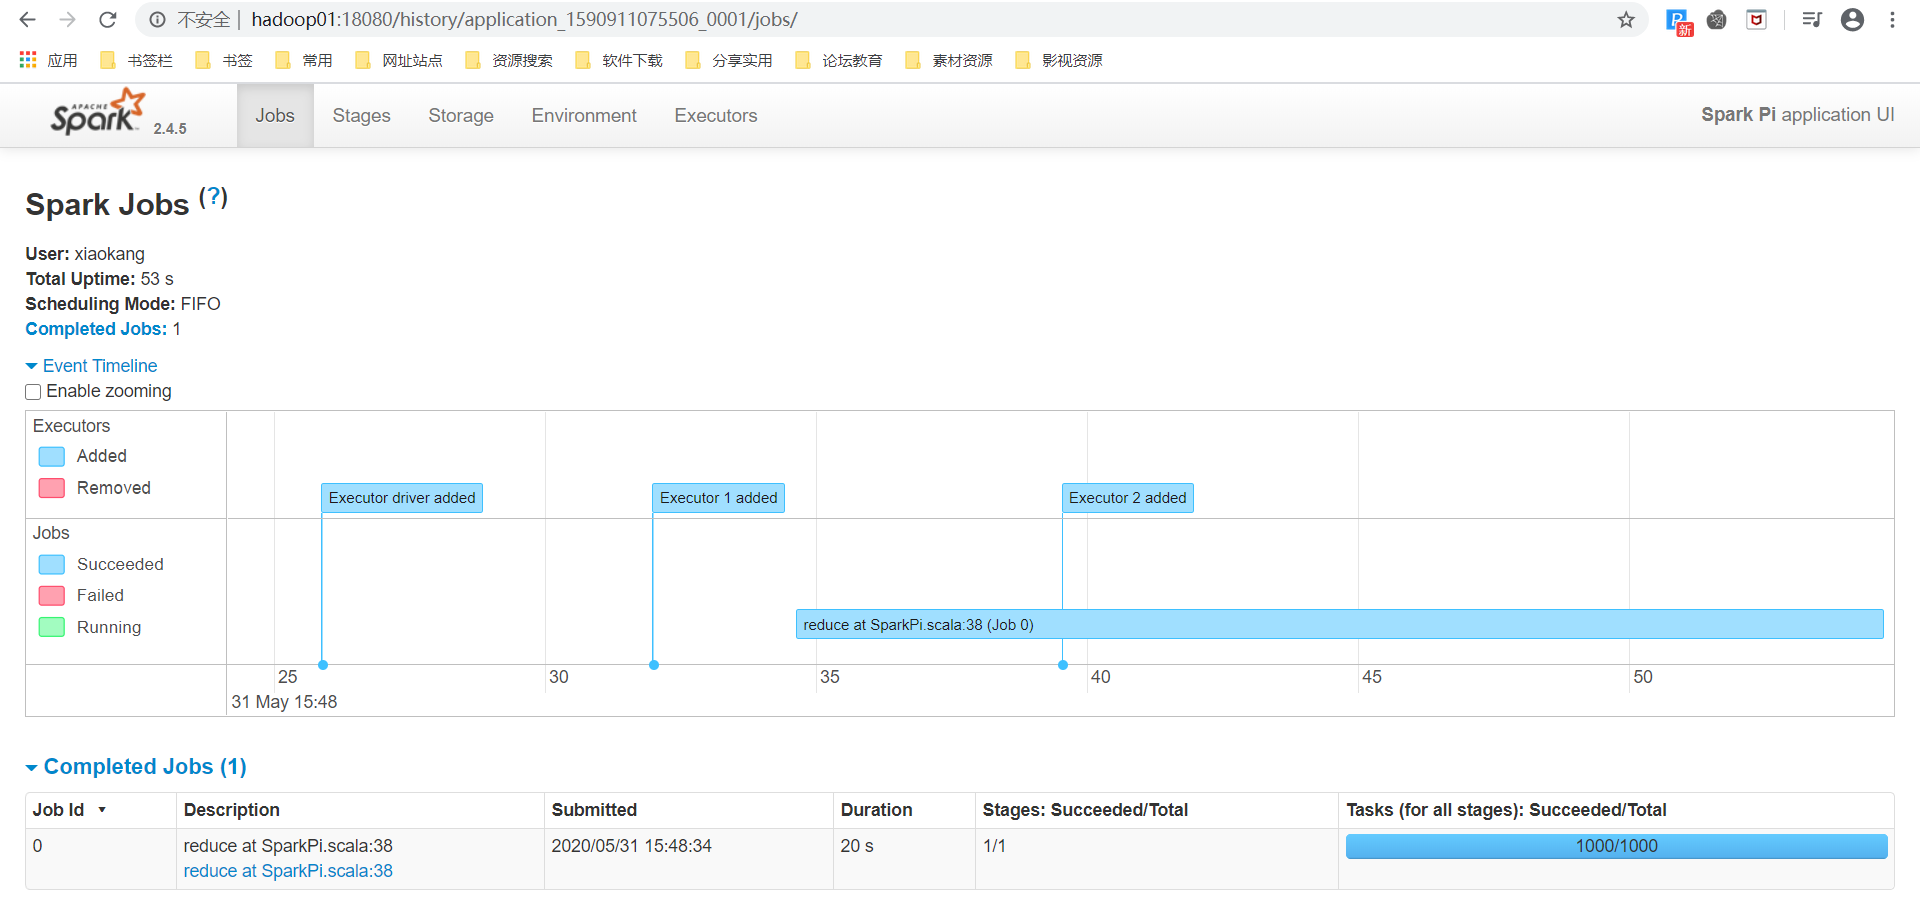 不安全 | hadoop01:18080/history/application_1590911075506_0001/jobs/
新
应用 书签栏 书签 常用 网址站点 资源搜索 软件下载 分享实用 论坛教育 素材资源 影视资源
APACHE Spark 2.4.5 Jobs Stages Storage Environment Executors Spark Pi application UI
Spark Jobs (?)
User: xiaokang
Total Uptime: 53 s
Scheduling Mode: FIFO
Completed Jobs: 1
Event Timeline
Enable zooming
Executors
Added
Removed
Executor driver added Executor 1 added Executor 2 added
Jobs
Succeeded
Failed
Running
reduce at SparkPi.scala:38 (Job 0)
25 30 35 40 45 50
31 May 15:48
Completed Jobs (1)
Job Id Description Submitted Duration Stages: Succeeded/Total Tasks (for all stages): Succeeded/Total
0 reduce at SparkPi.scala:38 2020/05/31 15:48:34 20 s 1/1 1000/1000
reduce at SparkPi.scala:38